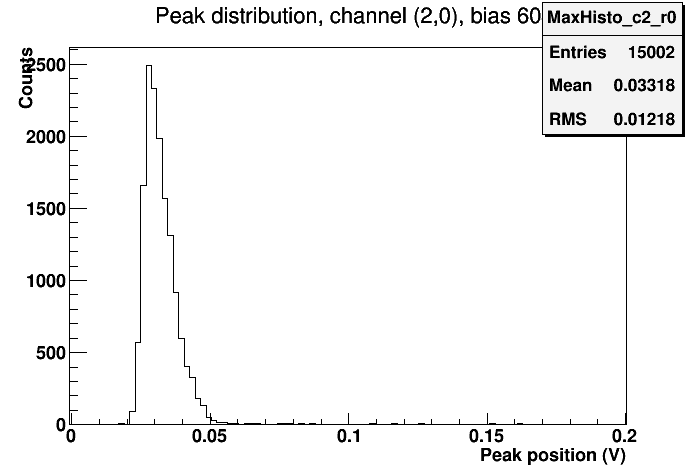 Peak distribution, channel (2,0), bias 60
MaxHisto_c2_r0
Entries 15002
Mean 0.03318
RMS 0.01218
Counts
2500
2000
1500
1000
500
0
0 0.05 0.1 0.15 0.2
Peak position (V)